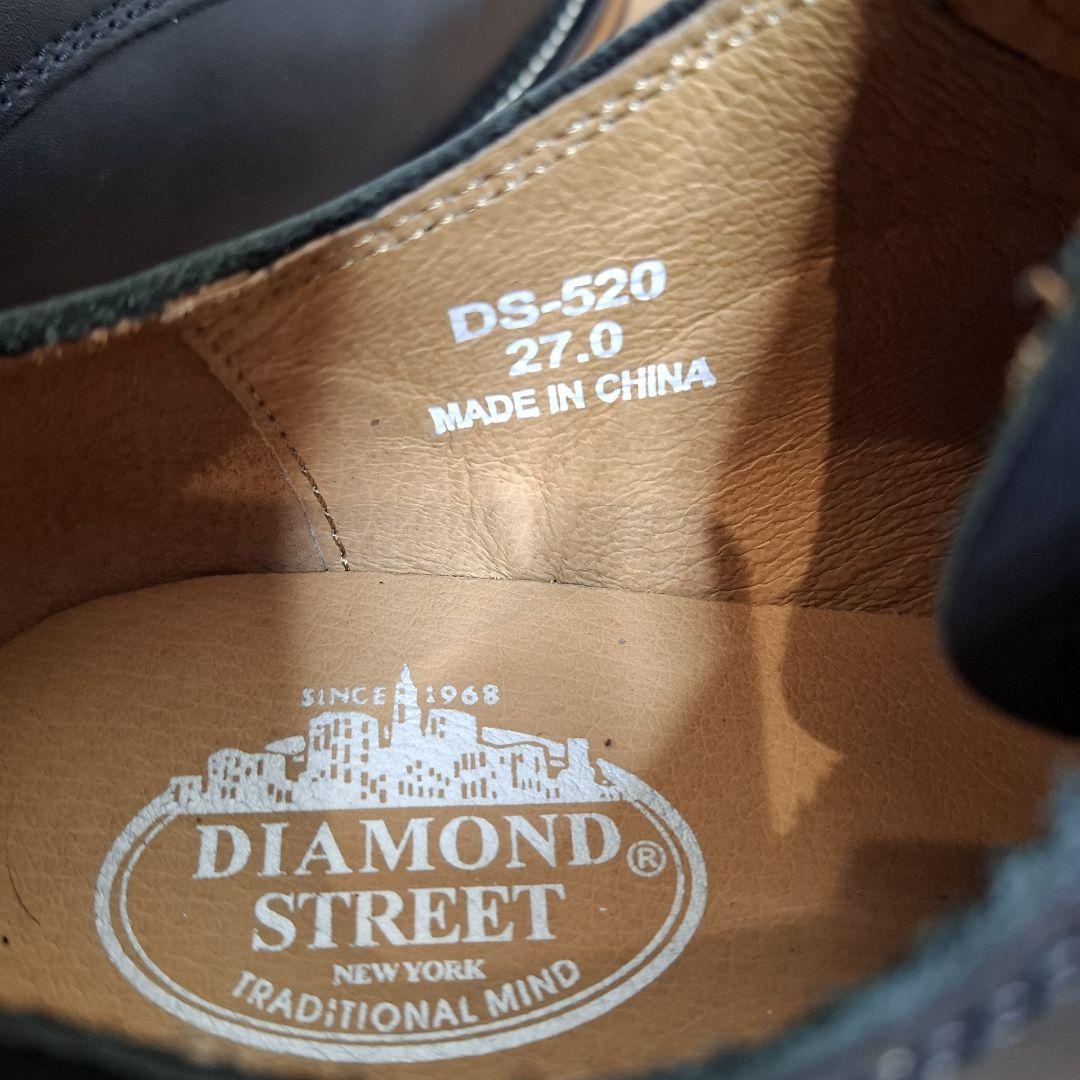 DS-520
27.0
MADE IN CHINA
SINCE 1968
DIAMOND
STREET
®
NEW YORK
TRADITIONAL MIND